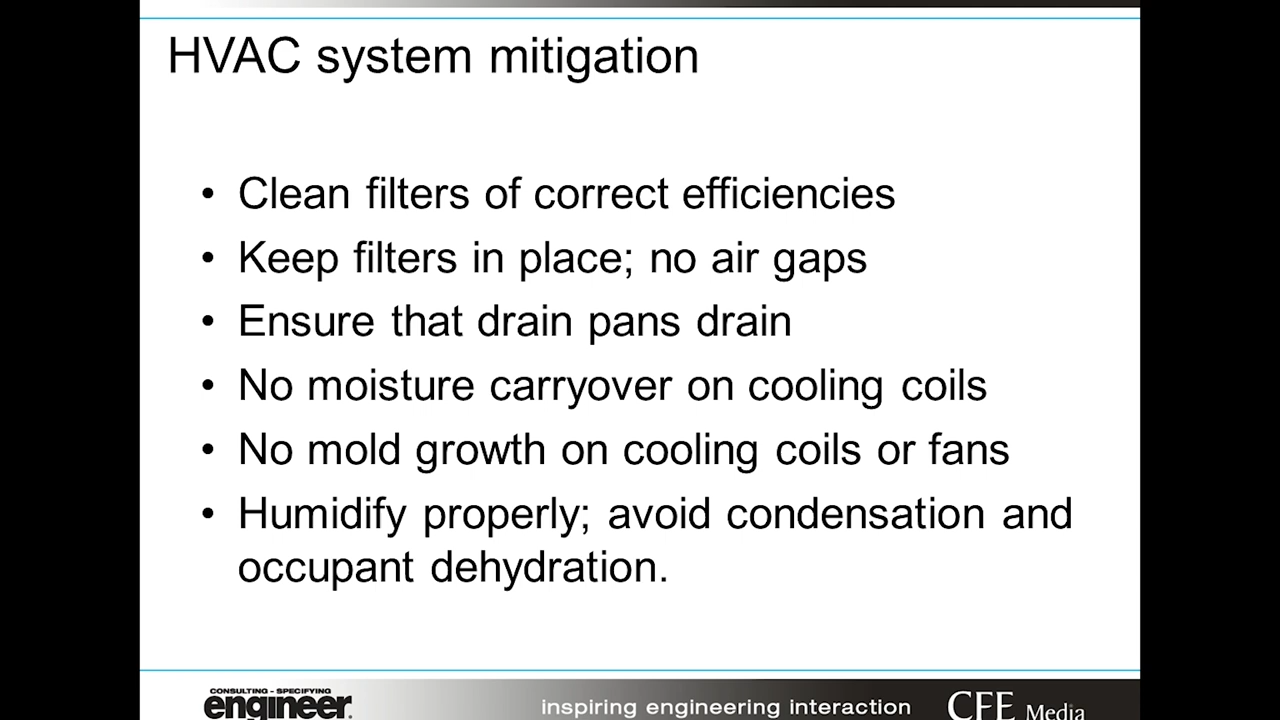 HVAC system mitigation
• Clean filters of correct efficiencies
• Keep filters in place; no air gaps
• Ensure that drain pans drain
• No moisture carryover on cooling coils
• No mold growth on cooling coils or fans
• Humidify properly; avoid condensation and
occupant dehydration.
CONSULTING - SPECIFYING
engineer®
inspiring engineering interaction
CFE Media